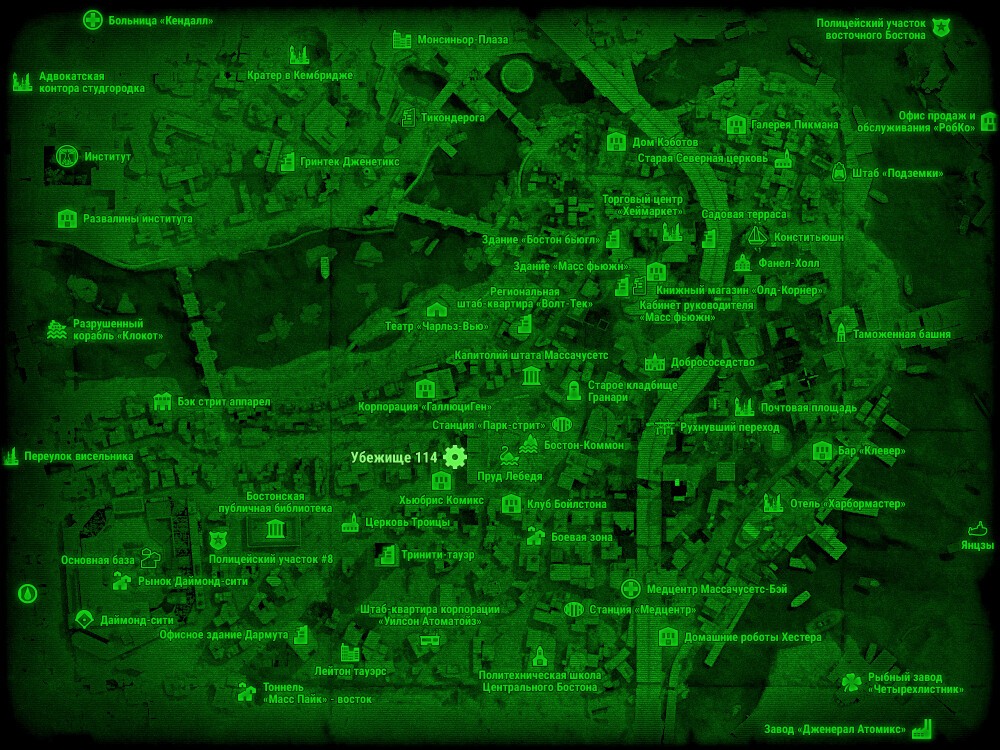 Больница «Кендалл»
Монсиньор-Плаза
Полицейский участок
восточного Бостона
Адвокатская
контора студгородка
Кратер в Кембридже
Тикондерога
Офис продаж и
обслуживания «РобКо»
Галерея Пикмана
Дом Кэботов
Старая Северная церковь
Институт
Гринтек Дженетикс
Штаб «Подземки»
Развалины института
Торговый центр
«Хеймаркет»
Садовая терраса
Здание «Бостон бьюгл»
Конститьюшн
Здание «Масс фьюжн»
Фанел-Холл
Региональная
штаб-квартира «Волт-Тек»
Книжный магазин «Олд-Корнер»
Кабинет руководителя
«Масс фьюжн»
Разрушенный
корабль «Клокот»
Театр «Чарльз-Вью»
Таможенная башня
Капитолий штата Массачусетс
Добрососедство
Старое кладбище
Гранари
Бэк стрит аппарел
Корпорация «ГаллюциГен»
Почтовая площадь
Станция «Парк-стрит»
Рухнувший переход
Бостон-Коммон
Переулок висельника
Убежище 114
Бар «Клевер»
Пруд Лебедя
Хьюбрис Комикс
Бостонская
публичная библиотека
Клуб Бойлстона
Отель «Харбормастер»
Церковь Троицы
Боевая зона
Янцзы
Основная база
Полицейский участок #8
Тринити-тауэр
Рынок Даймонд-сити
Медцентр Массачусетс-Бэй
Штаб-квартира корпорации
«Уилсон Атоматойз»
Станция «Медцентр»
Даймонд-сити
Офисное здание Дармута
Домашние роботы Хестера
Лейтон тауэрс
Политехническая школа
Центрального Бостона
Рыбный завод
«Четырехлистник»
Тоннель
«Масс Пайк» - восток
Завод «Дженерал Атомикс»